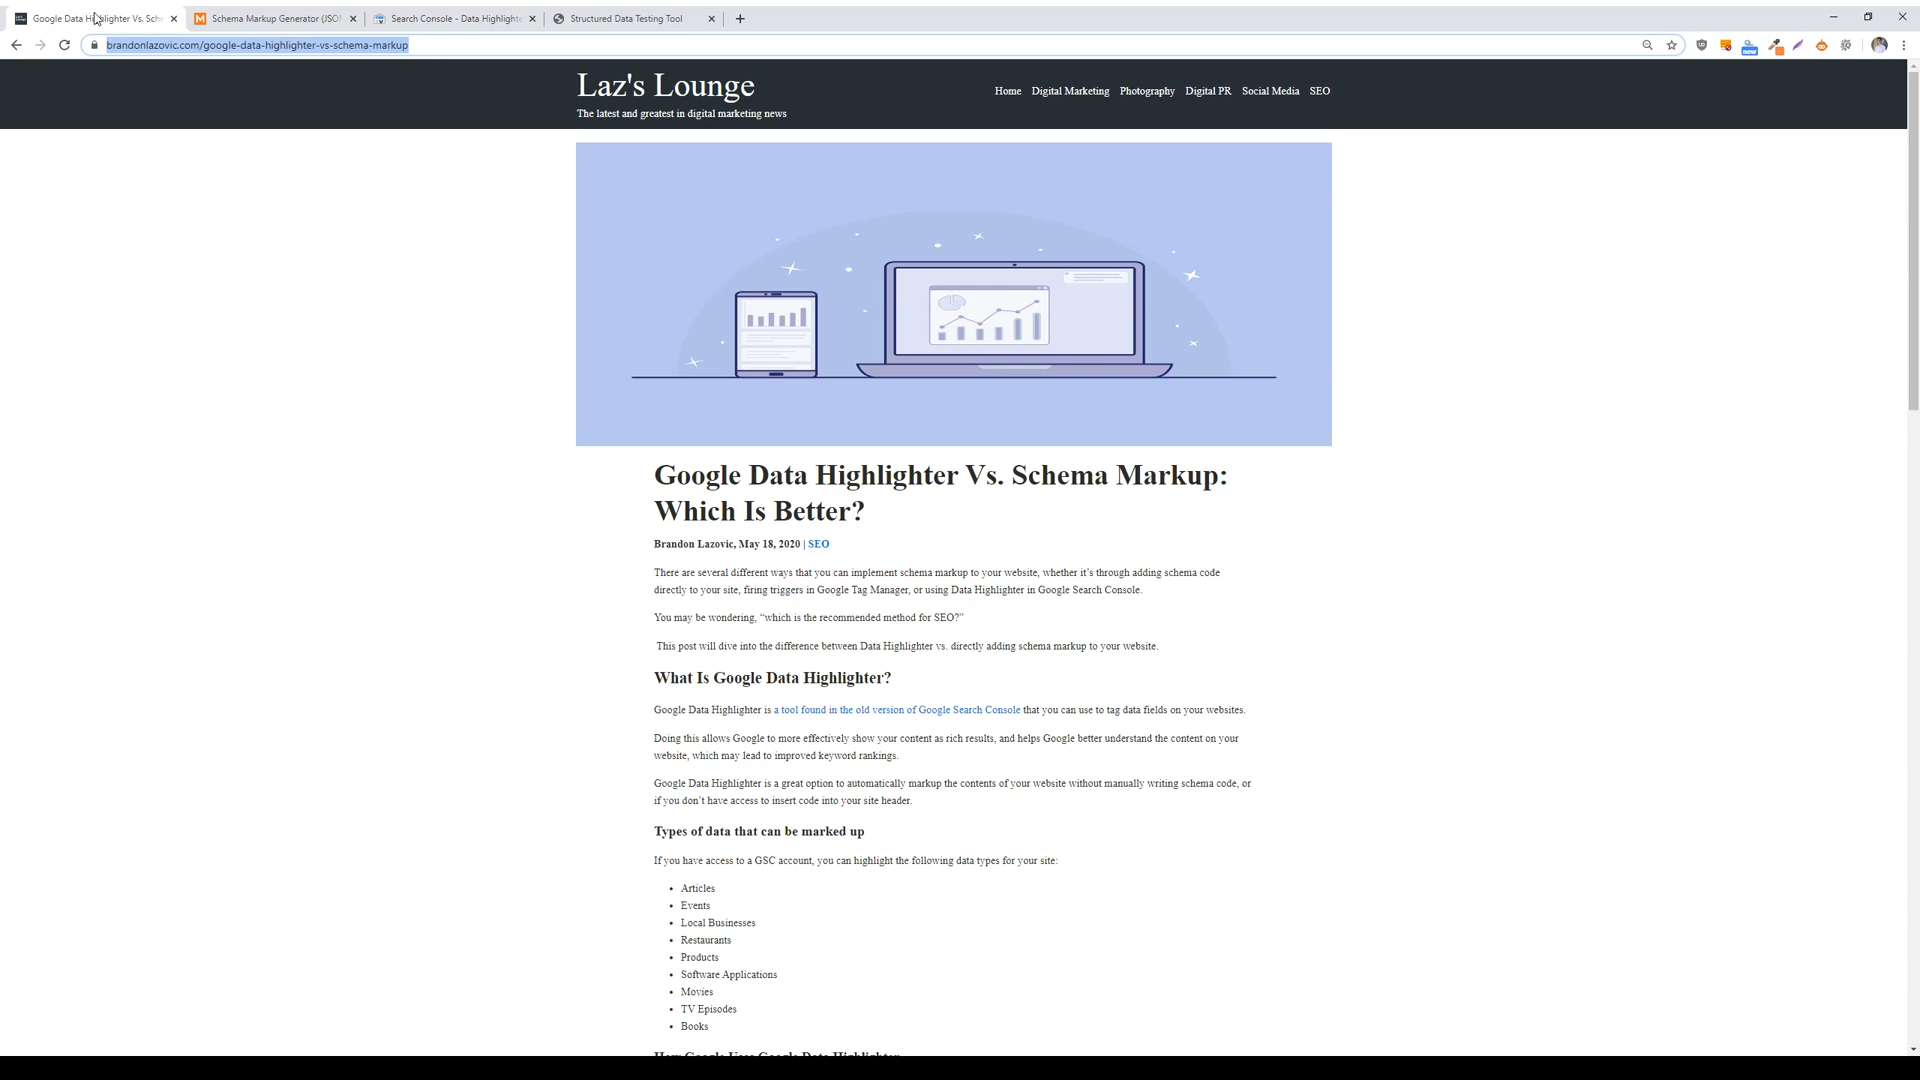 Google Data Highlighter Vs. Sche
Schema Markup Generator (JSON
Search Console - Data Highlighte
Structured Data Testing Tool
brandonlazovic.com/google-data-highlighter-vs-schema-markup
new
Laz's Lounge
The latest and greatest in digital marketing news
Home Digital Marketing Photography Digital PR Social Media SEO
Google Data Highlighter Vs. Schema Markup:
Which Is Better?
Brandon Lazovic, May 18, 2020 | SEO
There are several different ways that you can implement schema markup to your website, whether it’s through adding schema code
directly to your site, firing triggers in Google Tag Manager, or using Data Highlighter in Google Search Console.
You may be wondering, “which is the recommended method for SEO?”
This post will dive into the difference between Data Highlighter vs. directly adding schema markup to your website.
What Is Google Data Highlighter?
Google Data Highlighter is a tool found in the old version of Google Search Console that you can use to tag data fields on your websites.
Doing this allows Google to more effectively show your content as rich results, and helps Google better understand the content on your
website, which may lead to improved keyword rankings.
Google Data Highlighter is a great option to automatically markup the contents of your website without manually writing schema code, or
if you don’t have access to insert code into your site header.
Types of data that can be marked up
If you have access to a GSC account, you can highlight the following data types for your site:
• Articles
• Events
• Local Businesses
• Restaurants
• Products
• Software Applications
• Movies
• TV Episodes
• Books
How Google Uses Google Data Highlighter